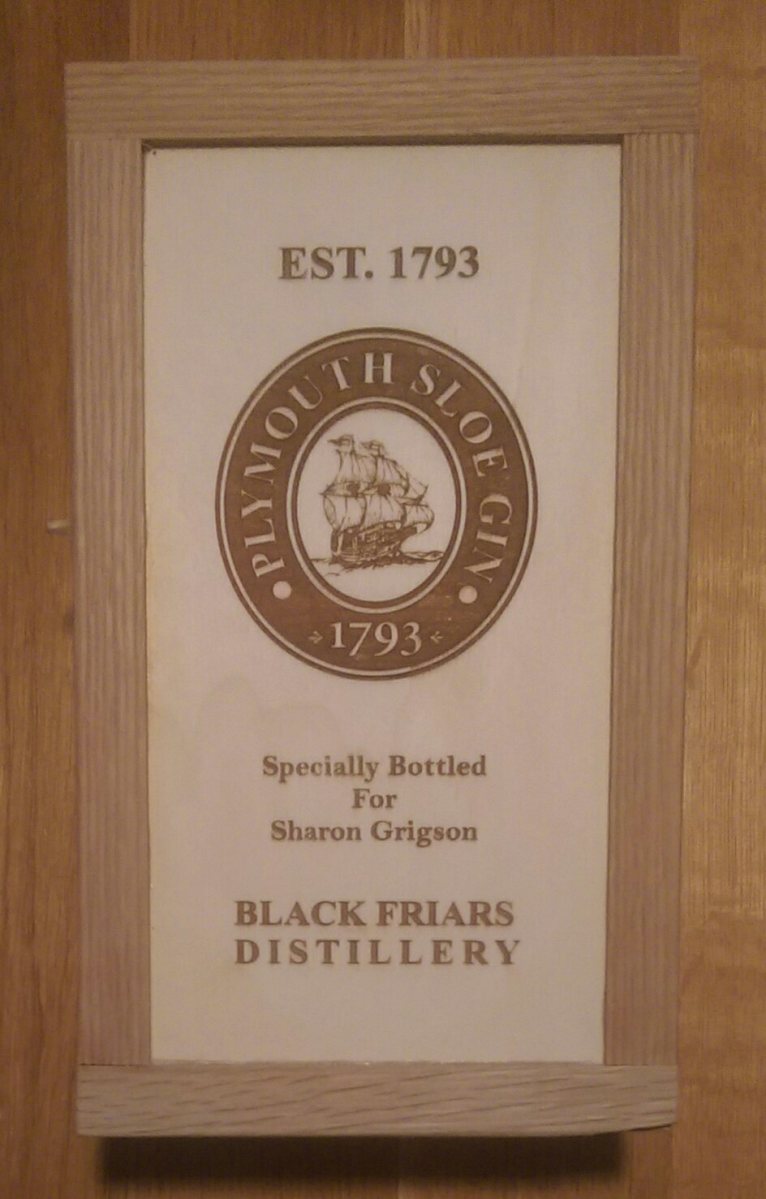 EST. 1793
PLYMOUTH SLOE GIN
1793
Specially Bottled
For
Sharon Grigson
BLACK FRIARS
DISTILLERY